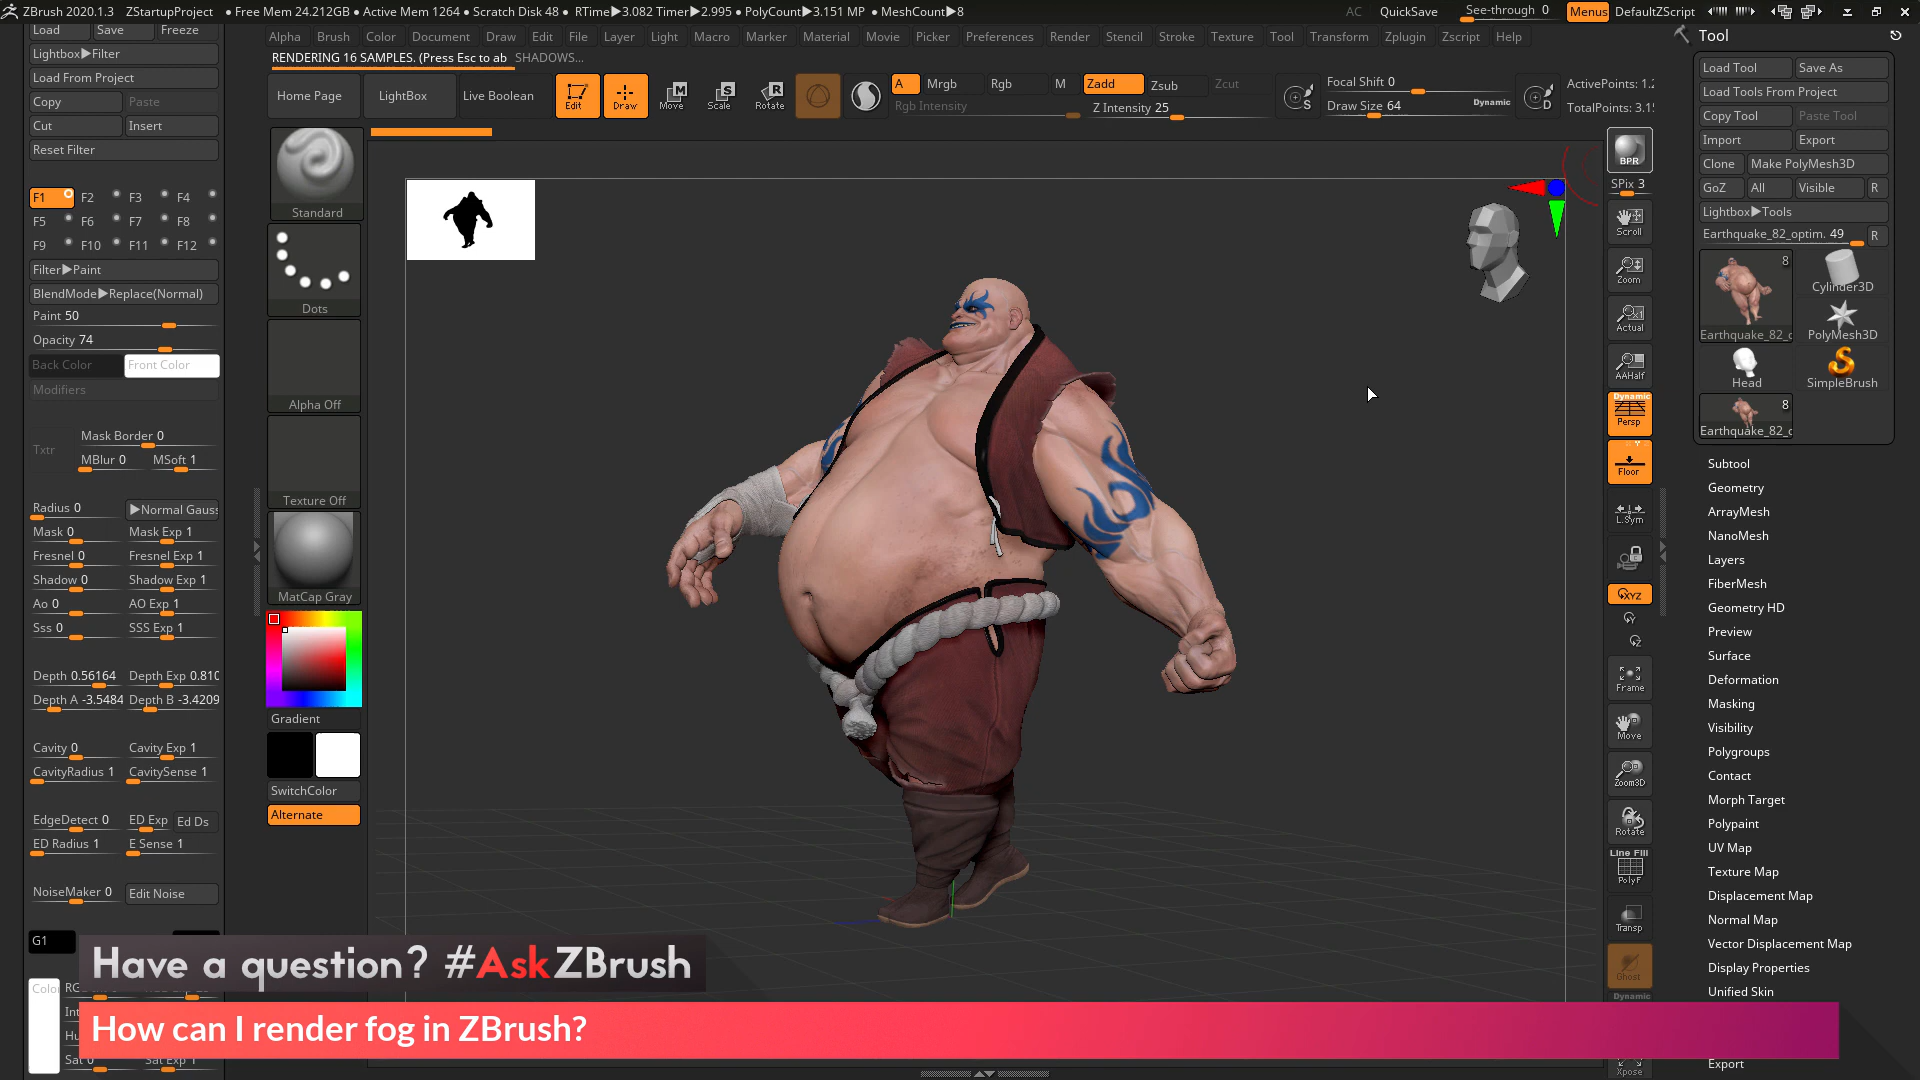 ZBrush 2020.1.3 ZStartupProject • Free Mem 24.212GB • Active Mem 1264 • Scratch Disk 48 • RTime▶3.082 Timer▶2.995 • PolyCount▶3.151 MP • MeshCount▶8 AC QuickSave See-through 0 Menus DefaultZScript
Alpha Brush Color Document Draw Edit File Layer Light Macro Marker Material Movie Picker Preferences Render Stencil Stroke Texture Tool Transform Zplugin Zscript Help
RENDERING 16 SAMPLES. (Press Esc to ab SHADOWS...
Home Page LightBox Live Boolean Edit Draw Move Scale Rotate
A Mrgb Rgb M Zadd Zsub Zcut
Rgb Intensity Z Intensity 25
Focal Shift 0
Draw Size 64 Dynamic
S D
ActivePoints: 1.2
TotalPoints: 3.15
Load Save Freeze
Lightbox▶Filter
Load From Project
Copy Paste
Cut Insert
Reset Filter
F1 F2 F3 F4
F5 F6 F7 F8
F9 F10 F11 F12
Filter▶Paint
BlendMode▶Replace(Normal)
Paint 50
Opacity 74
Back Color Front Color
Modifiers
Txtr Mask Border 0
MBlur 0 MSoft 1
Radius 0 ▶Normal Gauss
Mask 0 Mask Exp 1
Fresnel 0 Fresnel Exp 1
Shadow 0 Shadow Exp 1
Ao 0 AO Exp 1
Sss 0 SSS Exp 1
Depth 0.56164 Depth Exp 0.810
Depth A -3.5484 Depth B -3.4209
Cavity 0 Cavity Exp 1
CavityRadius 1 CavitySense 1
EdgeDetect 0 ED Exp Ed Ds
ED Radius 1 E Sense 1
NoiseMaker 0 Edit Noise
G1
Sat 0 Sat Exp 1
Standard
Dots
Alpha Off
Texture Off
MatCap Gray
Gradient
SwitchColor
Alternate
BPR
SPix 3
Scroll
Zoom
Actual
AAHalf
Dynamic
Persp
Floor
L.Sym
XYZ
Frame
Move
Zoom3D
Rotate
Line Fill
PolyF
Transp
Ghost
Dynamic
Xpose
Tool
Load Tool Save As
Load Tools From Project
Copy Tool Paste Tool
Import Export
Clone Make PolyMesh3D
GoZ All Visible R
Lightbox▶Tools
Earthquake_82_optim. 49 R
8
Cylinder3D
Earthquake_82_c PolyMesh3D
Head SimpleBrush
8
Earthquake_82_c
Subtool
Geometry
ArrayMesh
NanoMesh
Layers
FiberMesh
Geometry HD
Preview
Surface
Deformation
Masking
Visibility
Polygroups
Contact
Morph Target
Polypaint
UV Map
Texture Map
Displacement Map
Normal Map
Vector Displacement Map
Display Properties
Unified Skin
Export
Have a question? #AskZBrush
How can I render fog in ZBrush?